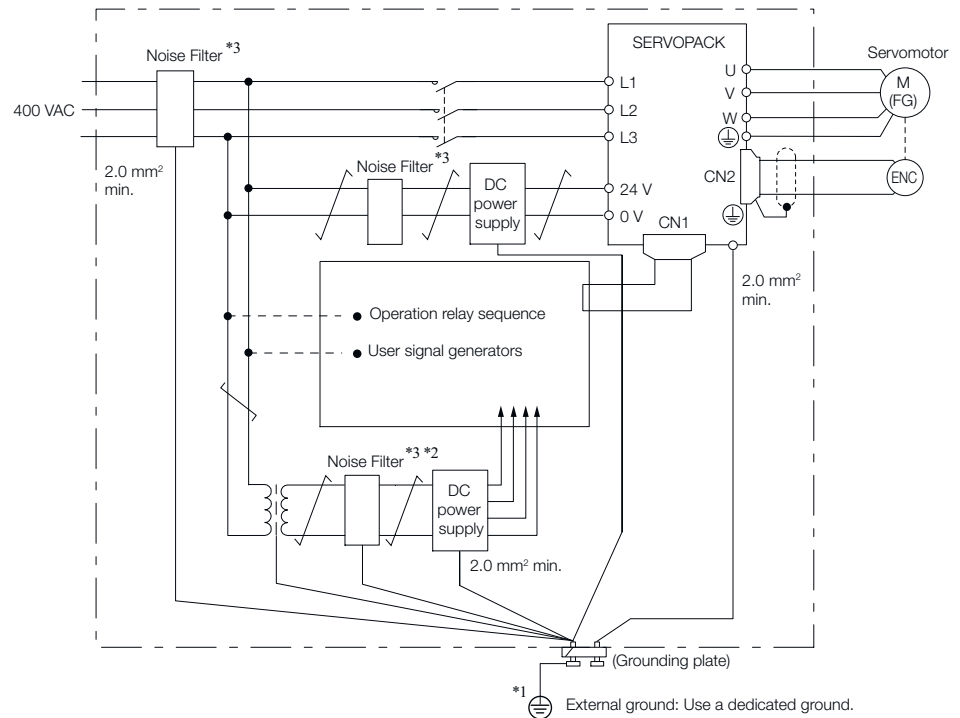 SERVOPACK
Servomotor
Noise Filter *3
400 VAC
2.0 mm² min.
L1
L2
L3
U
V
W
M (FG)
Noise Filter *3
DC power supply
24 V
0 V
CN2
ENC
CN1
2.0 mm² min.
Operation relay sequence
User signal generators
Noise Filter *3 *2
DC power supply
2.0 mm² min.
(Grounding plate)
*1
External ground: Use a dedicated ground.